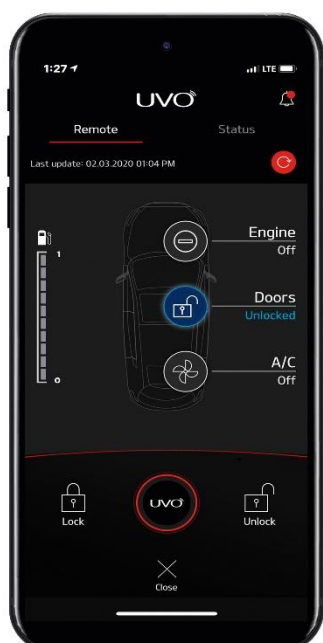 1:27
LTE
UVO
Remote
Status
Last update: 02.03.2020 01:04 PM
1
0
Engine
Off
Doors
Unlocked
A/C
Off
Lock
UVO
Unlock
Close